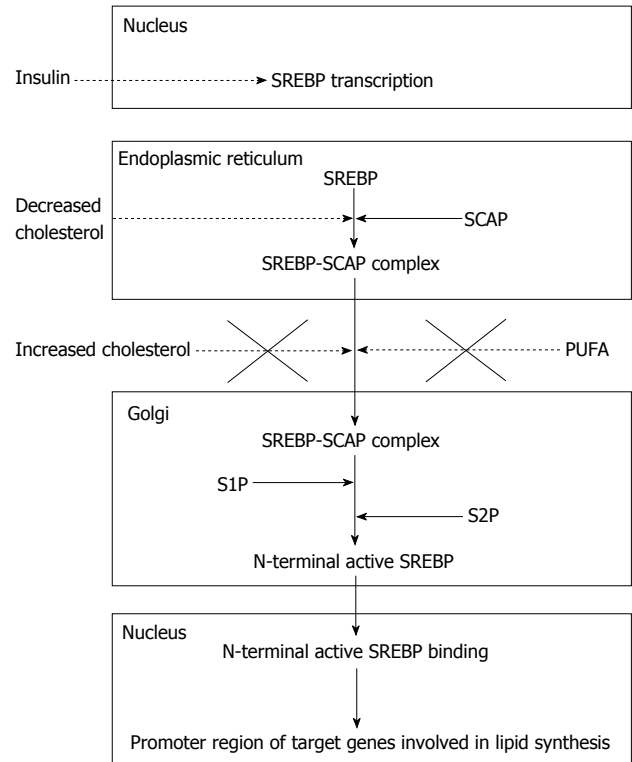 Nucleus
Insulin
SREBP transcription
Endoplasmic reticulum
SREBP
Decreased
cholesterol
SCAP
SREBP-SCAP complex
Increased cholesterol
PUFA
Golgi
SREBP-SCAP complex
S1P
S2P
N-terminal active SREBP
Nucleus
N-terminal active SREBP binding
Promoter region of target genes involved in lipid synthesis